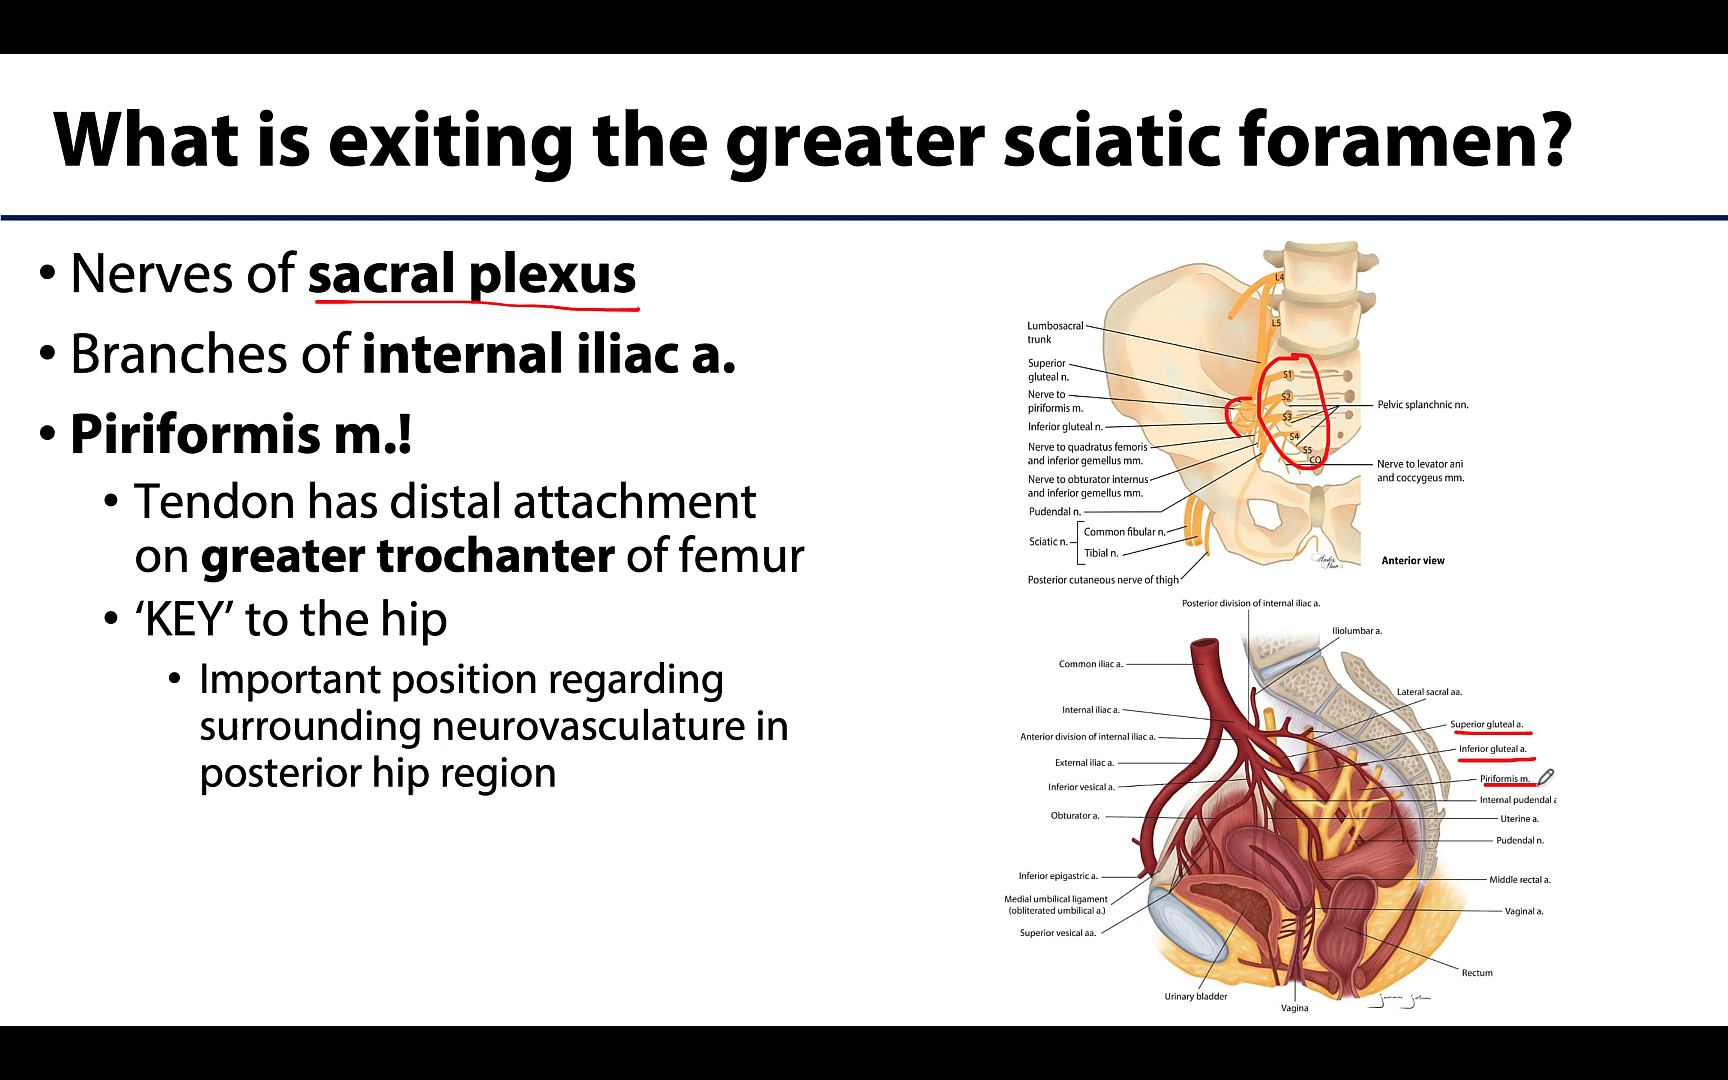 What is exiting the greater sciatic foramen?
• Nerves of sacral plexus
• Branches of internal iliac a.
• Piriformis m.!
• Tendon has distal attachment
on greater trochanter of femur
• ‘KEY’ to the hip
• Important position regarding
surrounding neurovasculature in
posterior hip region
L4
L5
S1
S2
S3
S4
S5
CO
Lumbosacral
trunk
Superior
gluteal n.
Nerve to
piriformis m.
Inferior gluteal n.
Nerve to quadratus femoris
and inferior gemellus mm.
Nerve to obturator internus
and inferior gemellus mm.
Pudendal n.
Sciatic n.
Common fibular n.
Tibial n.
Posterior cutaneous nerve of thigh
Pelvic splanchnic nn.
Nerve to levator ani
and coccygeus mm.
Anterior view
Posterior division of internal iliac a.
Iliolumbar a.
Common iliac a.
Lateral sacral aa.
Internal iliac a.
Superior gluteal a.
Anterior division of internal iliac a.
Inferior gluteal a.
External iliac a.
Piriformis m.
Inferior vesical a.
Internal pudendal a
Obturator a.
Uterine a.
Pudendal n.
Inferior epigastric a.
Middle rectal a.
Medial umbilical ligament
(obliterated umbilical a.)
Vaginal a.
Superior vesical aa.
Rectum
Urinary bladder
Vagina